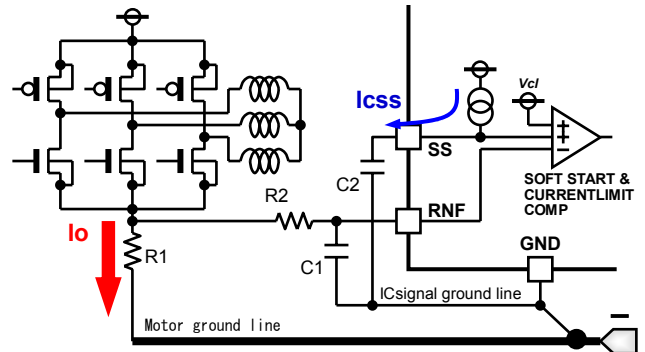 Vcl
Icss
SS
C2
SOFT START &
CURRENTLIMIT
COMP
R2
RNF
Io
R1
C1
GND
ICsignal ground line
Motor ground line